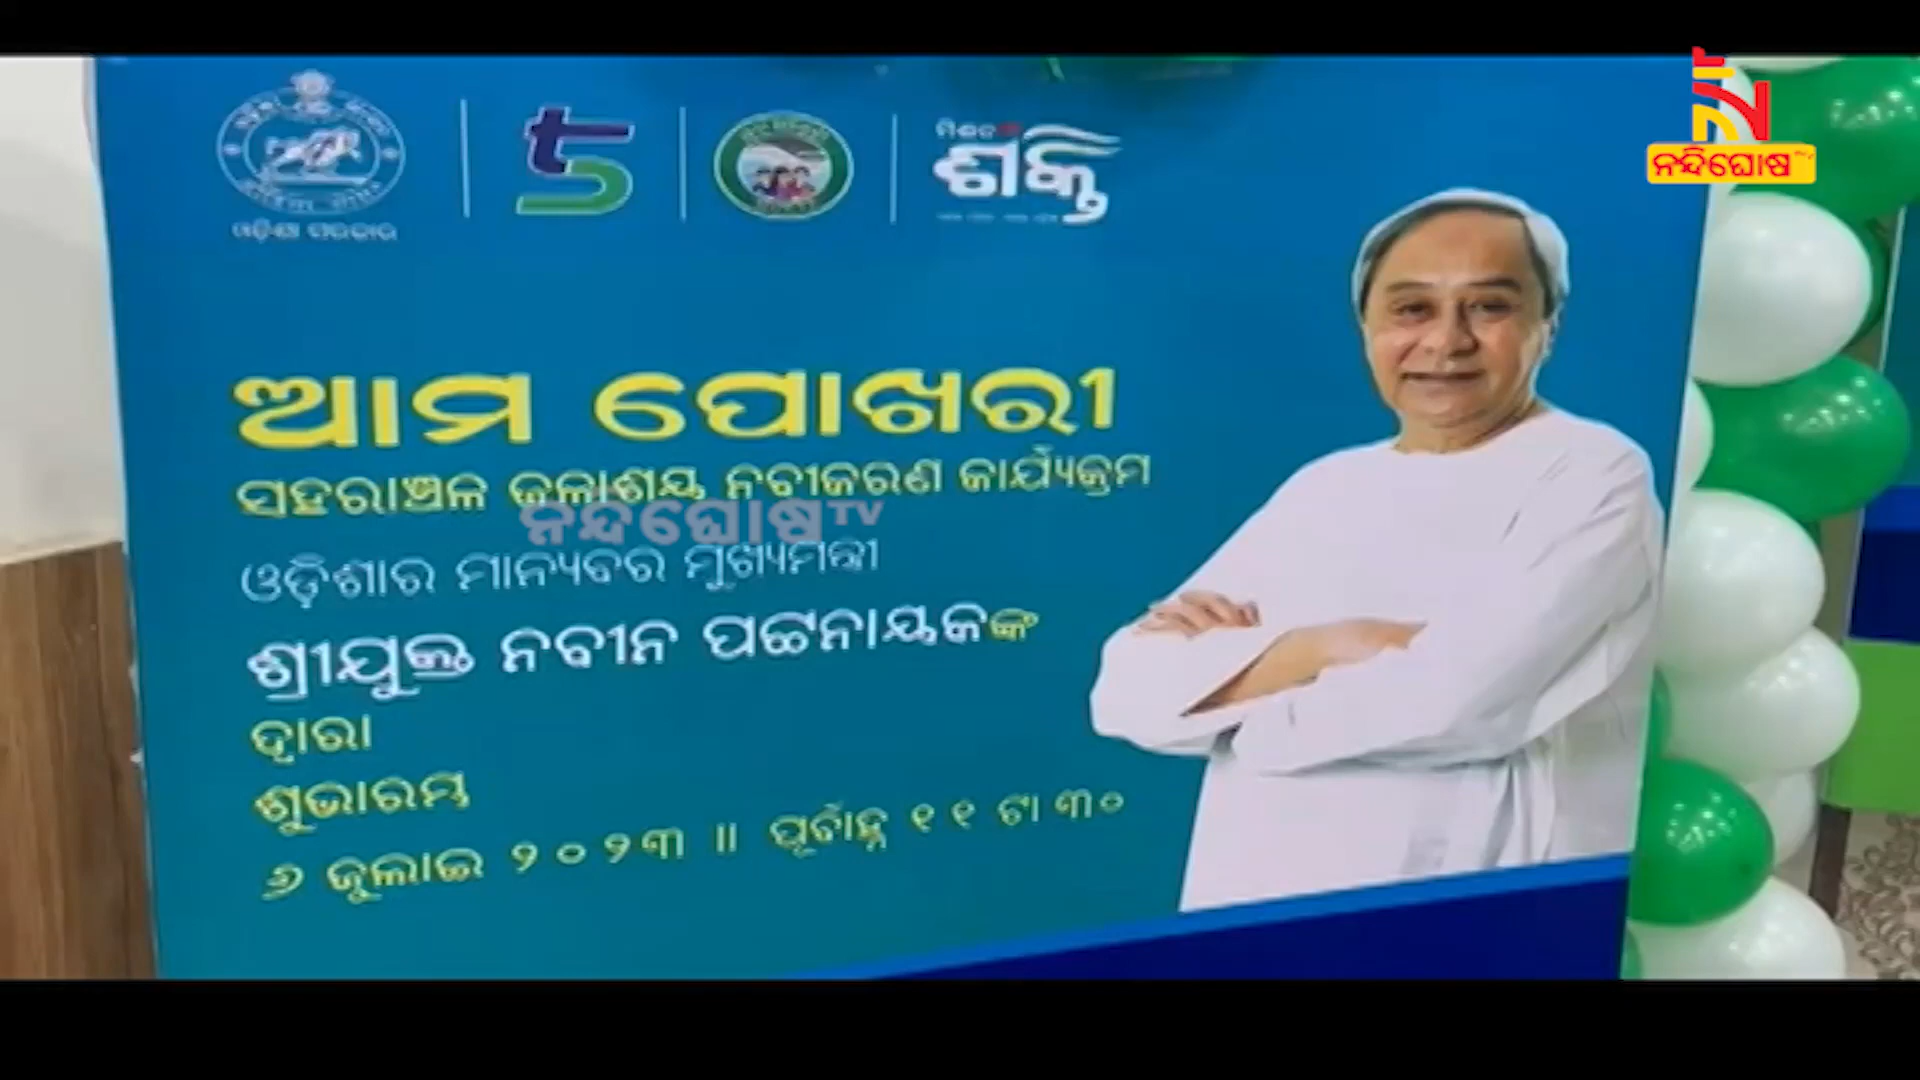 ନନ୍ଦିଘୋଷ
ଓଡ଼ିଶା ସରକାର
ମିଶନ
ଶକ୍ତି
ଆମ ପୋଖରୀ
ସହରାଞ୍ଚଳ ଜଳାଶୟ ନବୀକରଣ କାର୍ଯ୍ୟକ୍ରମ
ନନ୍ଦିଘୋଷ TV
ଓଡ଼ିଶାର ମାନ୍ୟବର ମୁଖ୍ୟମନ୍ତ୍ରୀ
ଶ୍ରୀଯୁକ୍ତ ନବୀନ ପଟ୍ଟନାୟକଙ୍କ
ଦ୍ୱାରା
ଶୁଭାରମ୍ଭ
୬ ଜୁଲାଇ ୨୦୨୩ ॥ ପୂର୍ବାହ୍ନ ୧୧ ଟା ୩୦